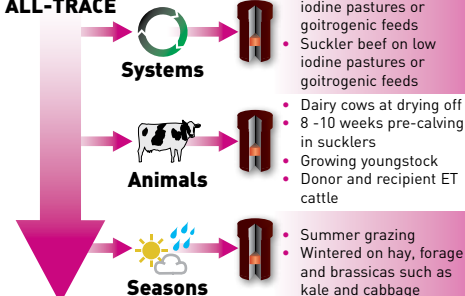 ALL-TRACE
iodine pastures or
goitrogenic feeds
• Suckler beef on low
iodine pastures or
goitrogenic feeds
Systems
• Dairy cows at drying off
• 8 -10 weeks pre-calving
in sucklers
• Growing youngstock
• Donor and recipient ET
cattle
Animals
• Summer grazing
• Wintered on hay, forage
and brassicas such as
kale and cabbage
Seasons